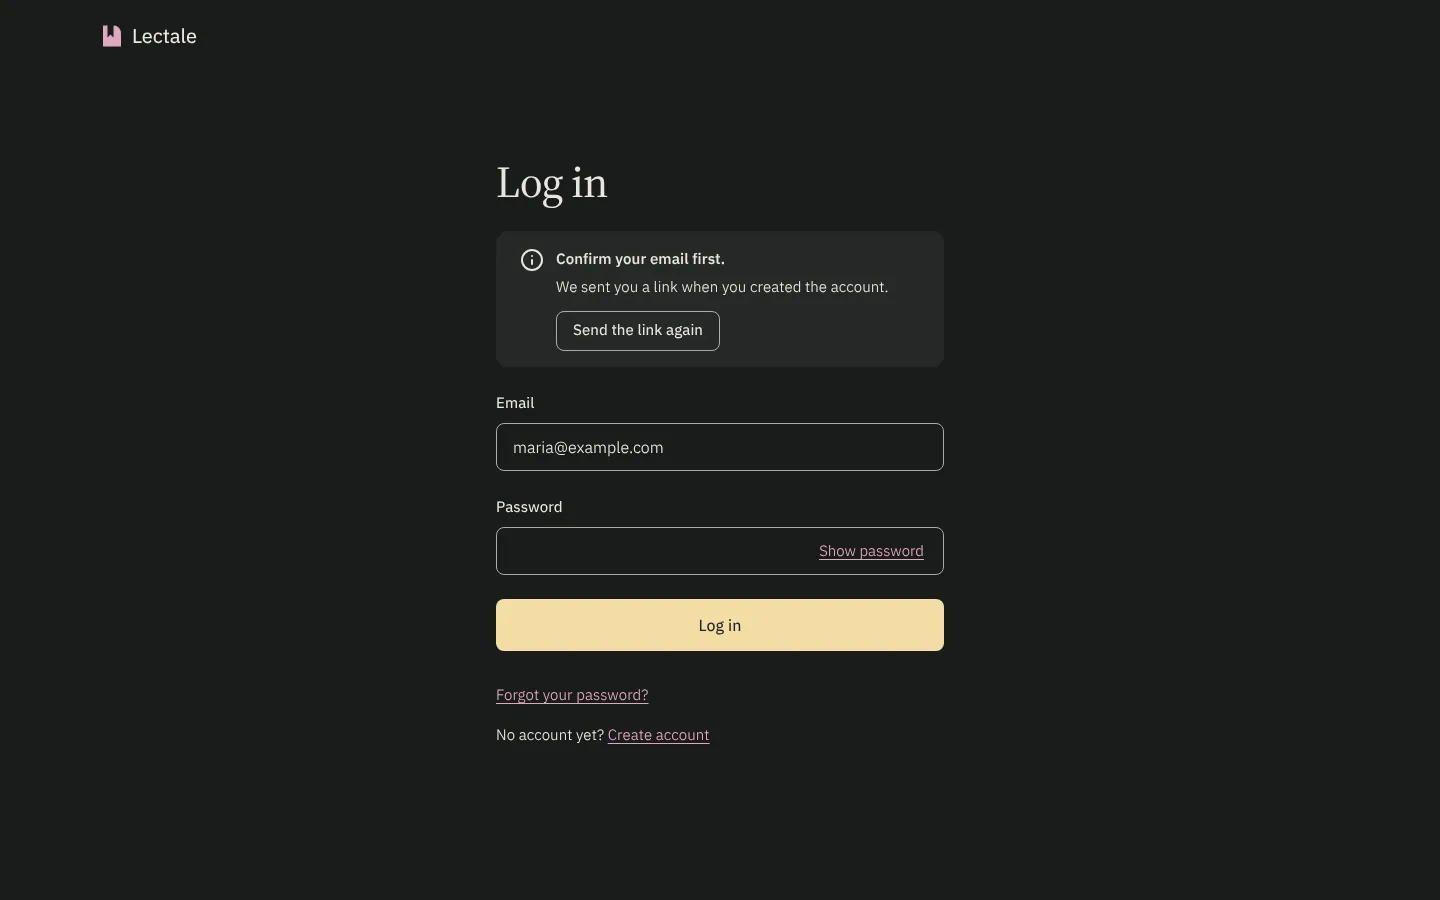 Lectale
Log in
Confirm your email first.
We sent you a link when you created the account.
Send the link again
Email
maria@example.com
Password
Show password
Log in
Forgot your password?
No account yet? Create account